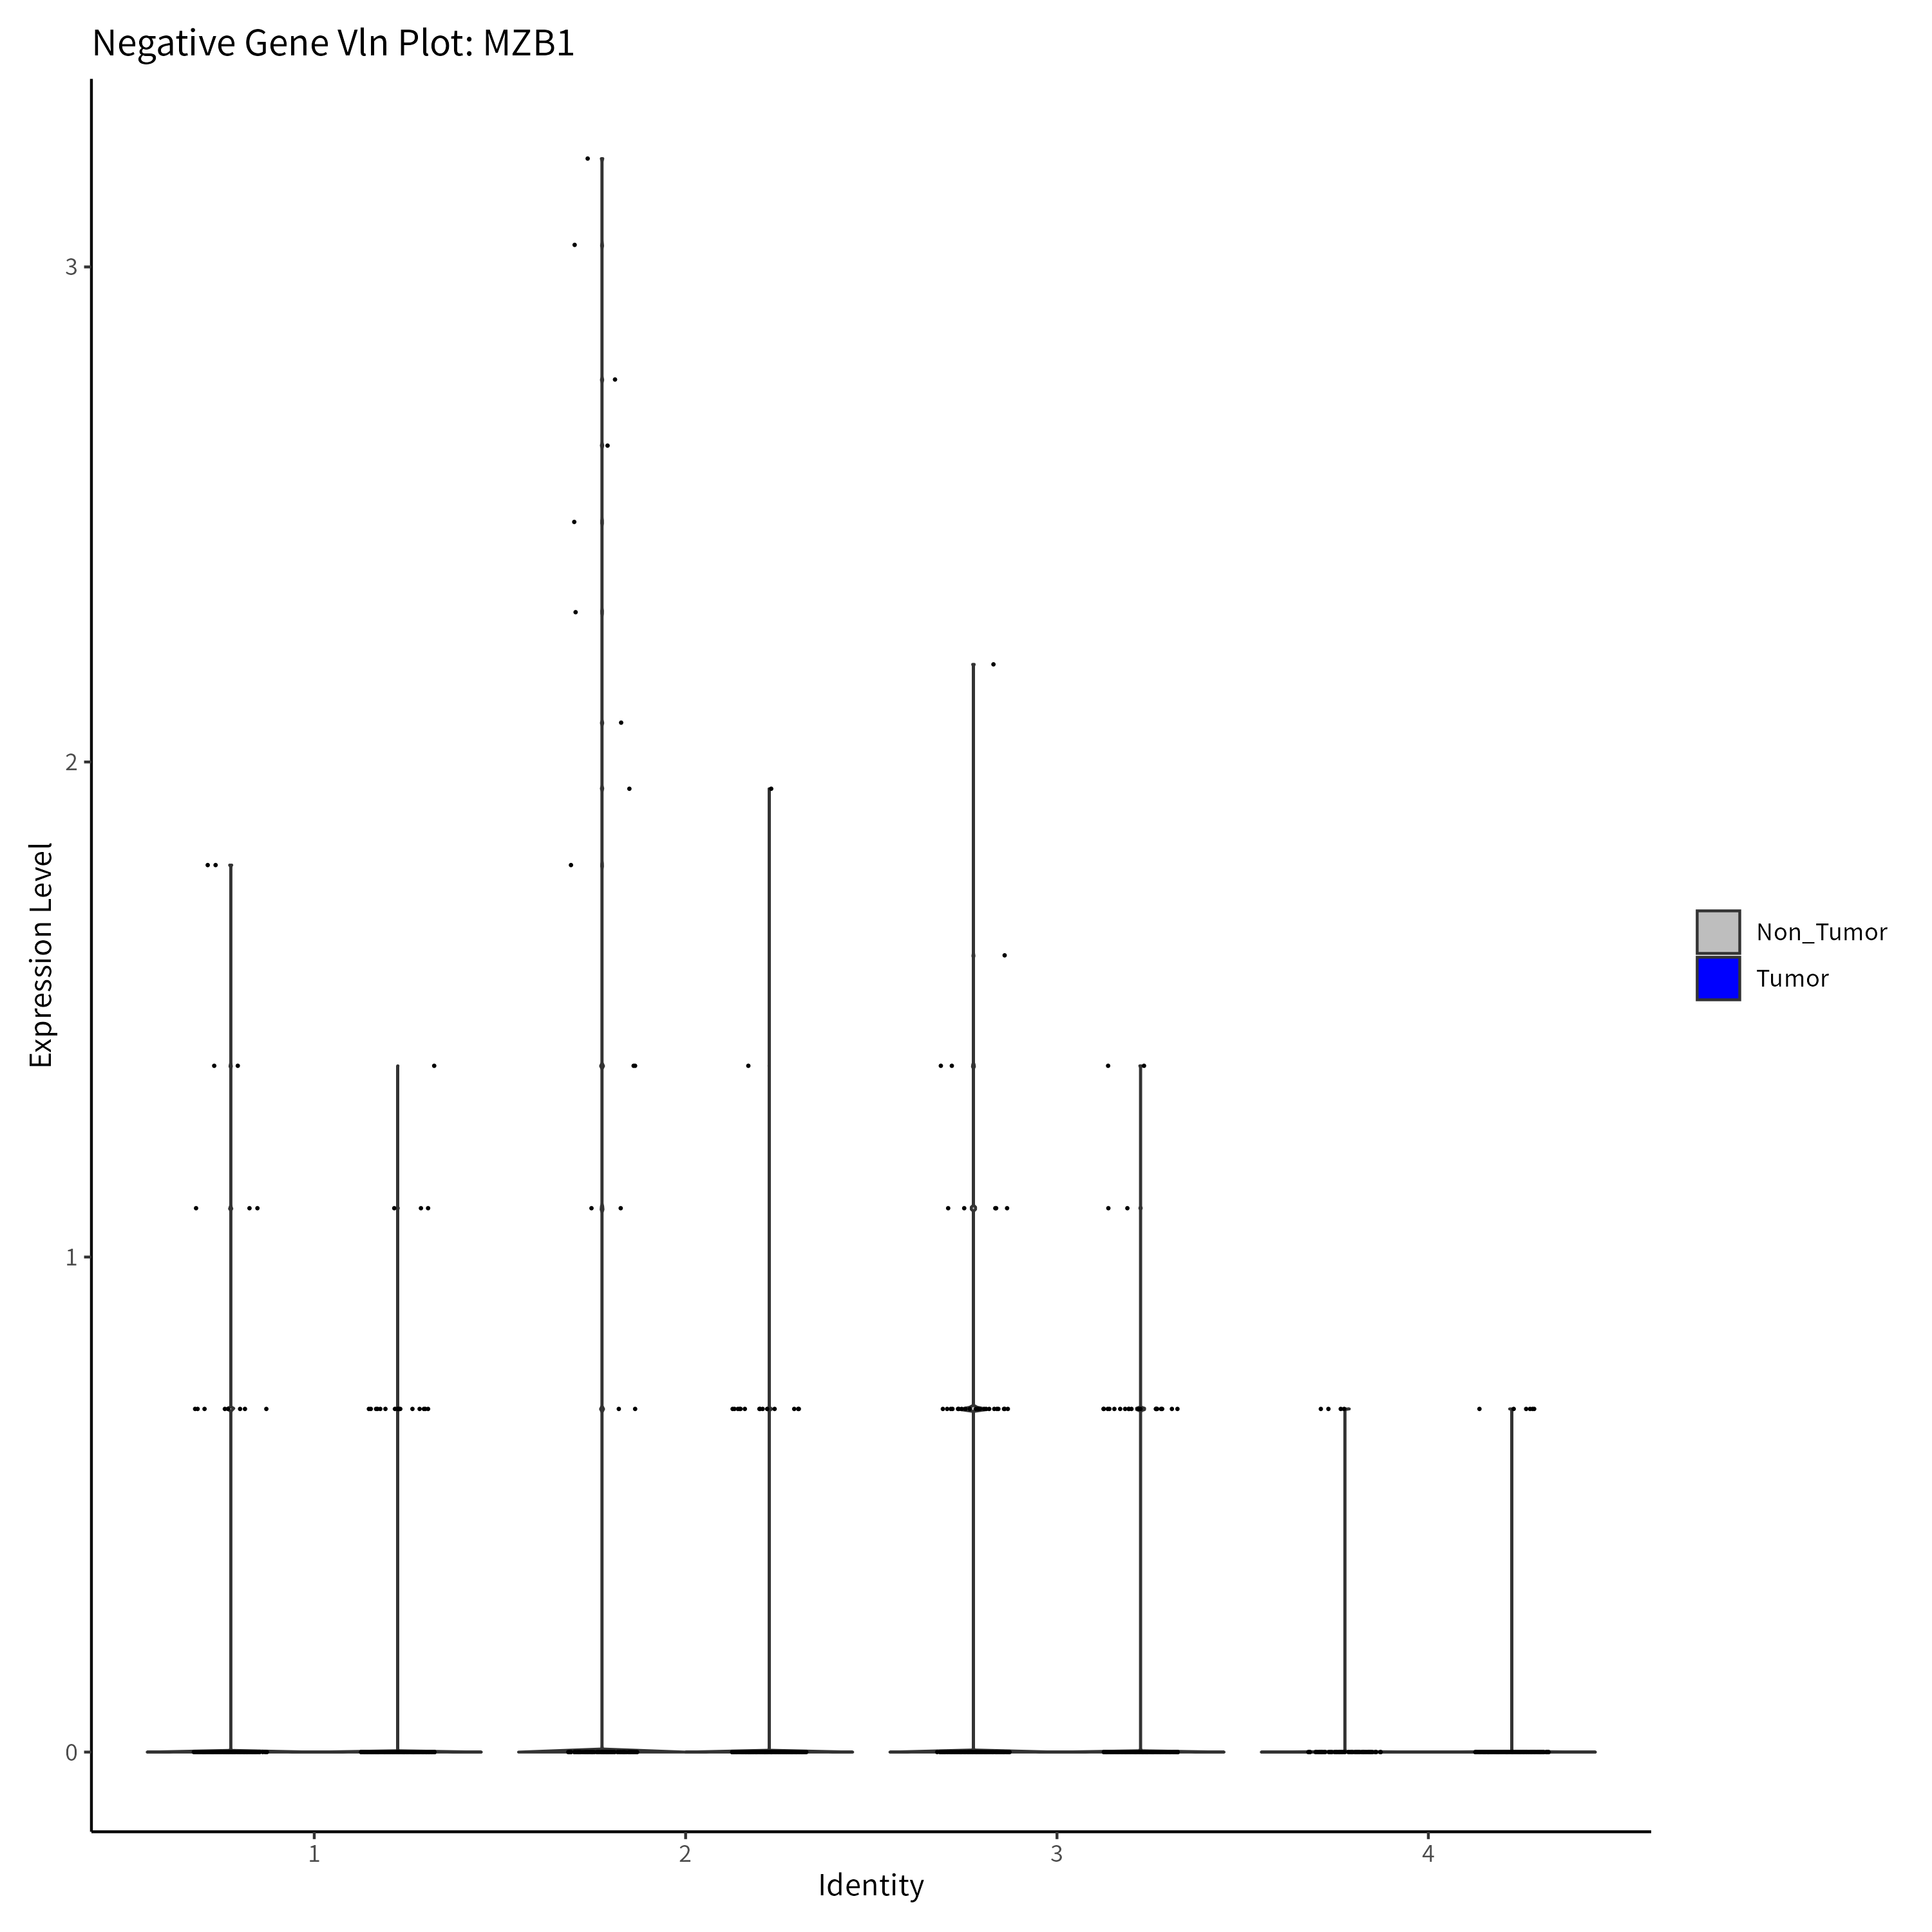 Negative Gene Vln Plot: MZB1
3
2
1
0
Expression Level
1
2
3
4
Identity
Non_Tumor
Tumor